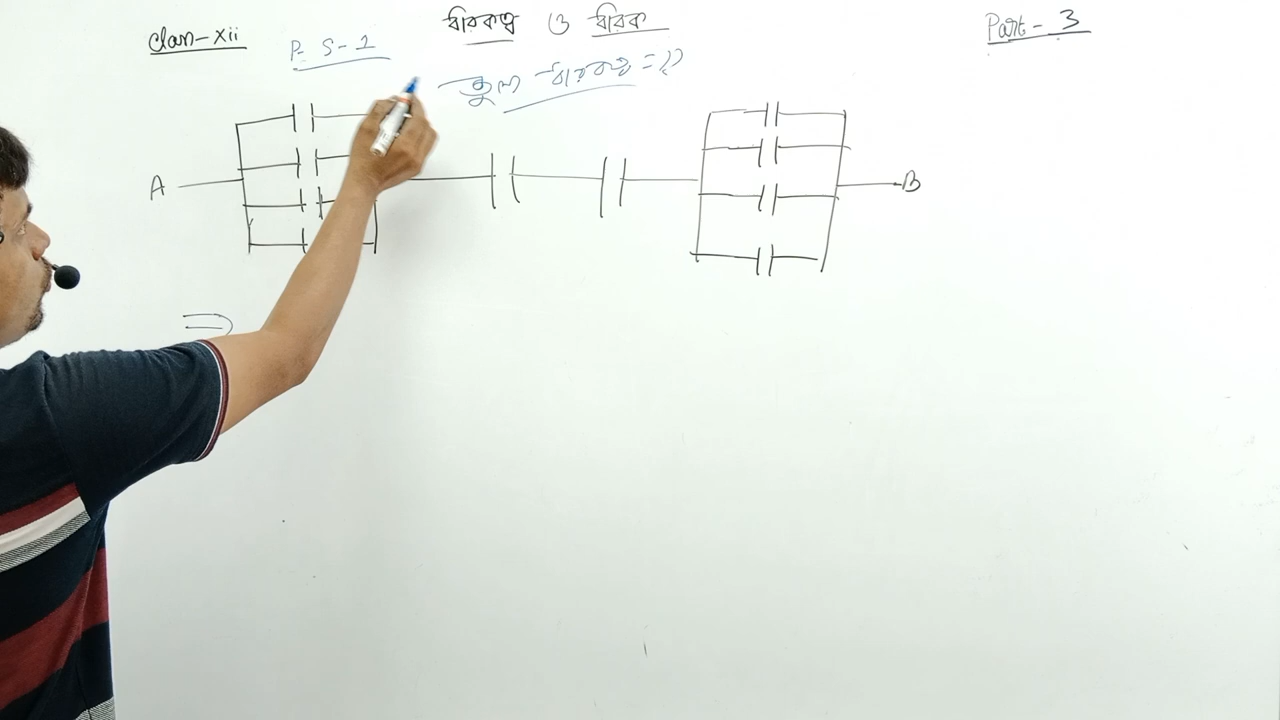 Class-xii
P-S-1
ধারকত্ব ও ধারক
Part-3
তুল্য ধারকত্ব = ??
A
B